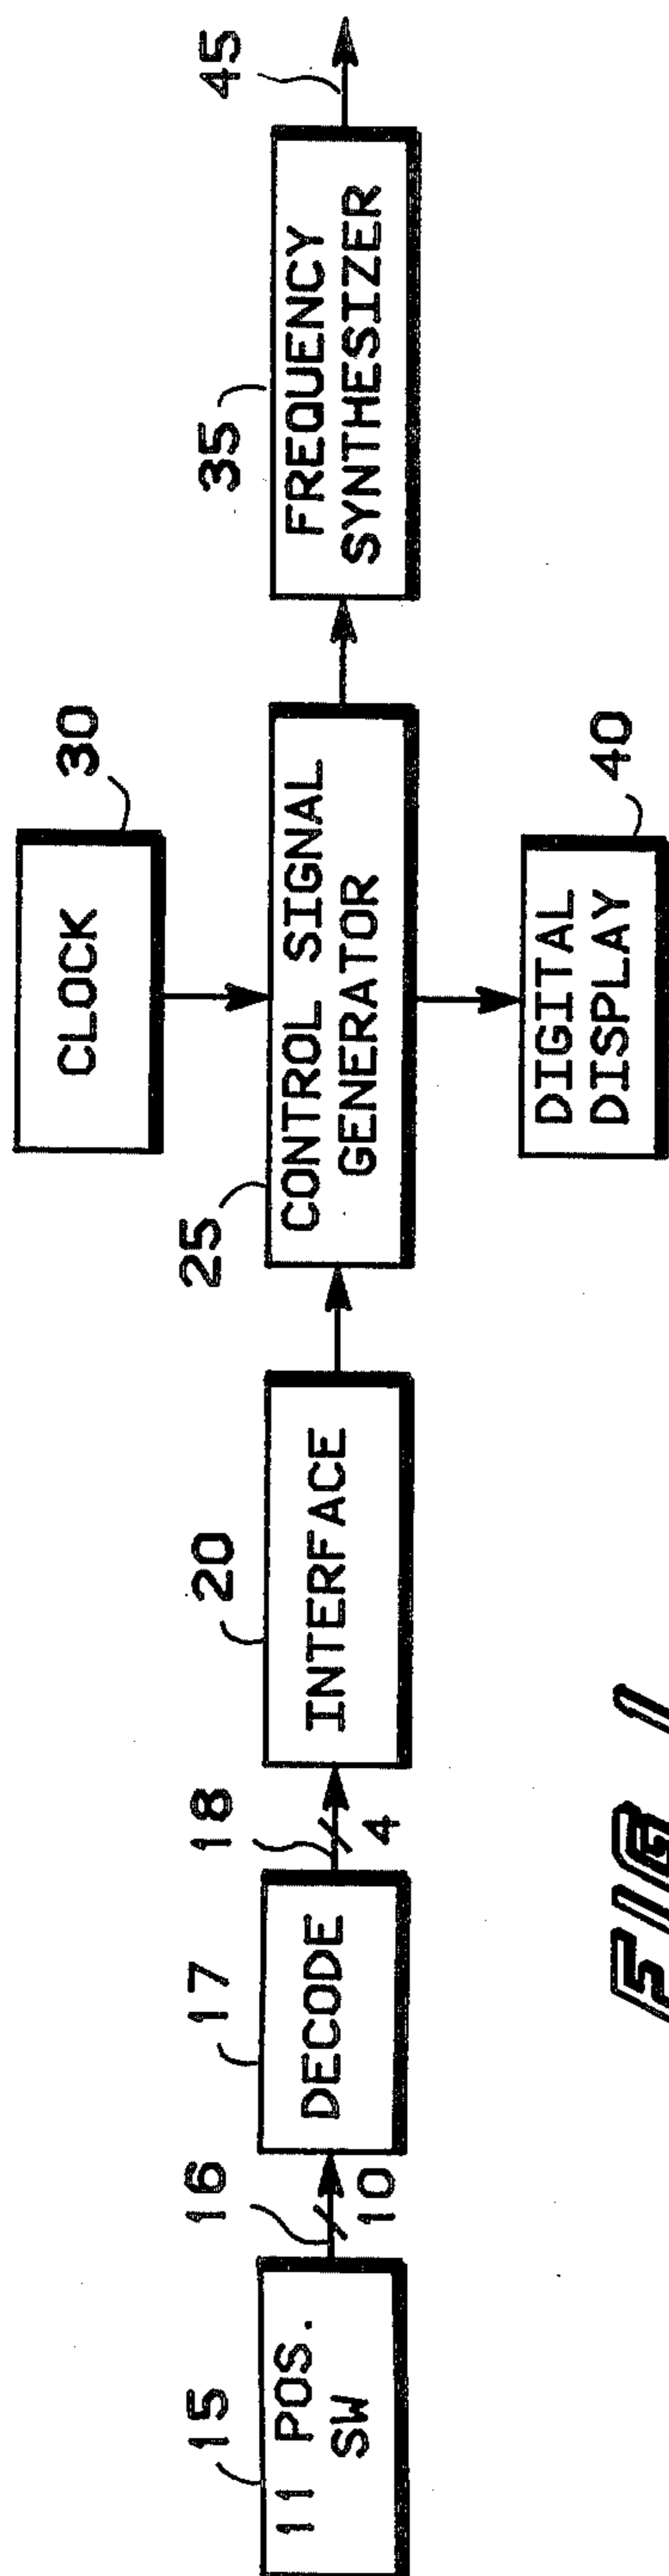 30
CLOCK
15
11 POS.
SW
16
10
17
DECODE
18
4
20
INTERFACE
25
CONTROL SIGNAL
GENERATOR
35
FREQUENCY
SYNTHESIZER
45
40
DIGITAL
DISPLAY
FIG 1